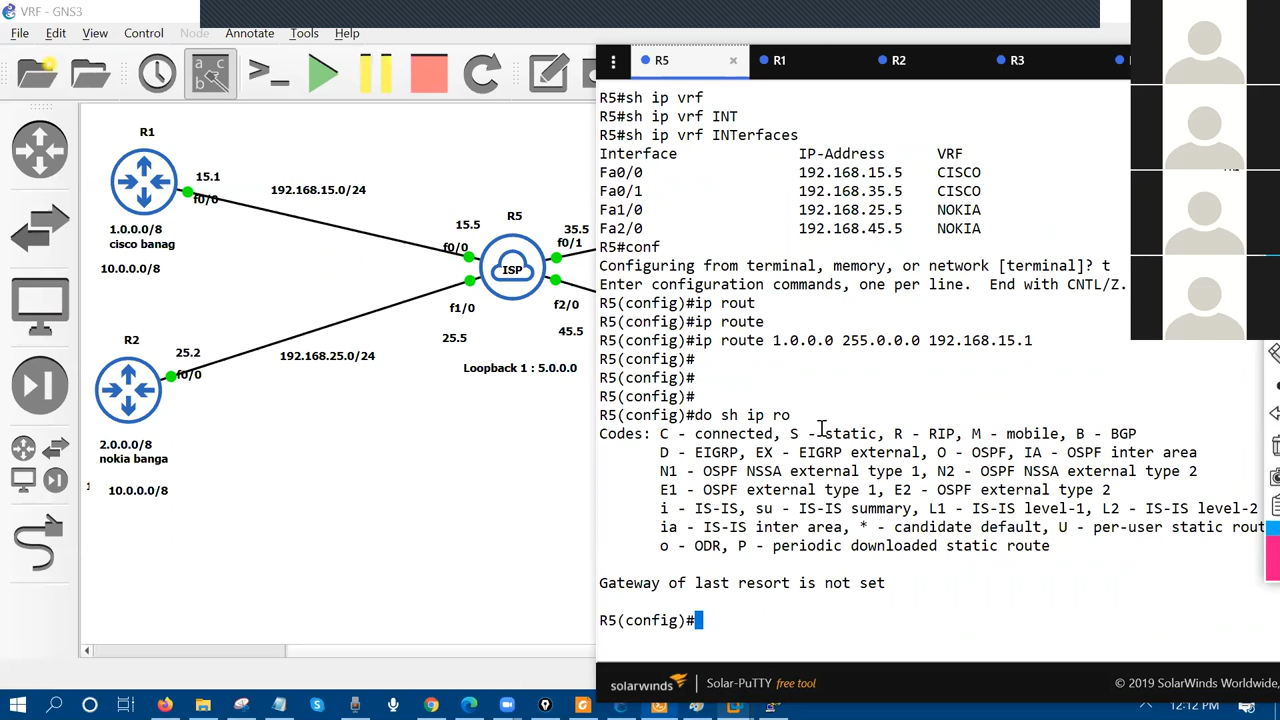 VRF - GNS3
File Edit View Control Node Annotate Tools Help
R1
15.1
f0/0
192.168.15.0/24
1.0.0.0/8
cisco banag
10.0.0.0/8
R5
15.5
35.5
f0/0
f0/1
ISP
f1/0
f2/0
25.5
45.5
R2
25.2
f0/0
192.168.25.0/24
Loopback 1 : 5.0.0.0
2.0.0.0/8
nokia banga
10.0.0.0/8
R5 × R1 R2 R3
R5#sh ip vrf
R5#sh ip vrf INT
R5#sh ip vrf INTerfaces
Interface IP-Address VRF
Fa0/0 192.168.15.5 CISCO
Fa0/1 192.168.35.5 CISCO
Fa1/0 192.168.25.5 NOKIA
Fa2/0 192.168.45.5 NOKIA
R5#conf
Configuring from terminal, memory, or network [terminal]? t
Enter configuration commands, one per line. End with CNTL/Z.
R5(config)#ip rout
R5(config)#ip route
R5(config)#ip route 1.0.0.0 255.0.0.0 192.168.15.1
R5(config)#
R5(config)#
R5(config)#
R5(config)#do sh ip ro
Codes: C - connected, S - static, R - RIP, M - mobile, B - BGP
D - EIGRP, EX - EIGRP external, O - OSPF, IA - OSPF inter area
N1 - OSPF NSSA external type 1, N2 - OSPF NSSA external type 2
E1 - OSPF external type 1, E2 - OSPF external type 2
i - IS-IS, su - IS-IS summary, L1 - IS-IS level-1, L2 - IS-IS level-2
ia - IS-IS inter area, * - candidate default, U - per-user static rout
o - ODR, P - periodic downloaded static route
Gateway of last resort is not set
R5(config)#
solarwinds Solar-PuTTY free tool © 2019 SolarWinds Worldwide,
12:12 PM